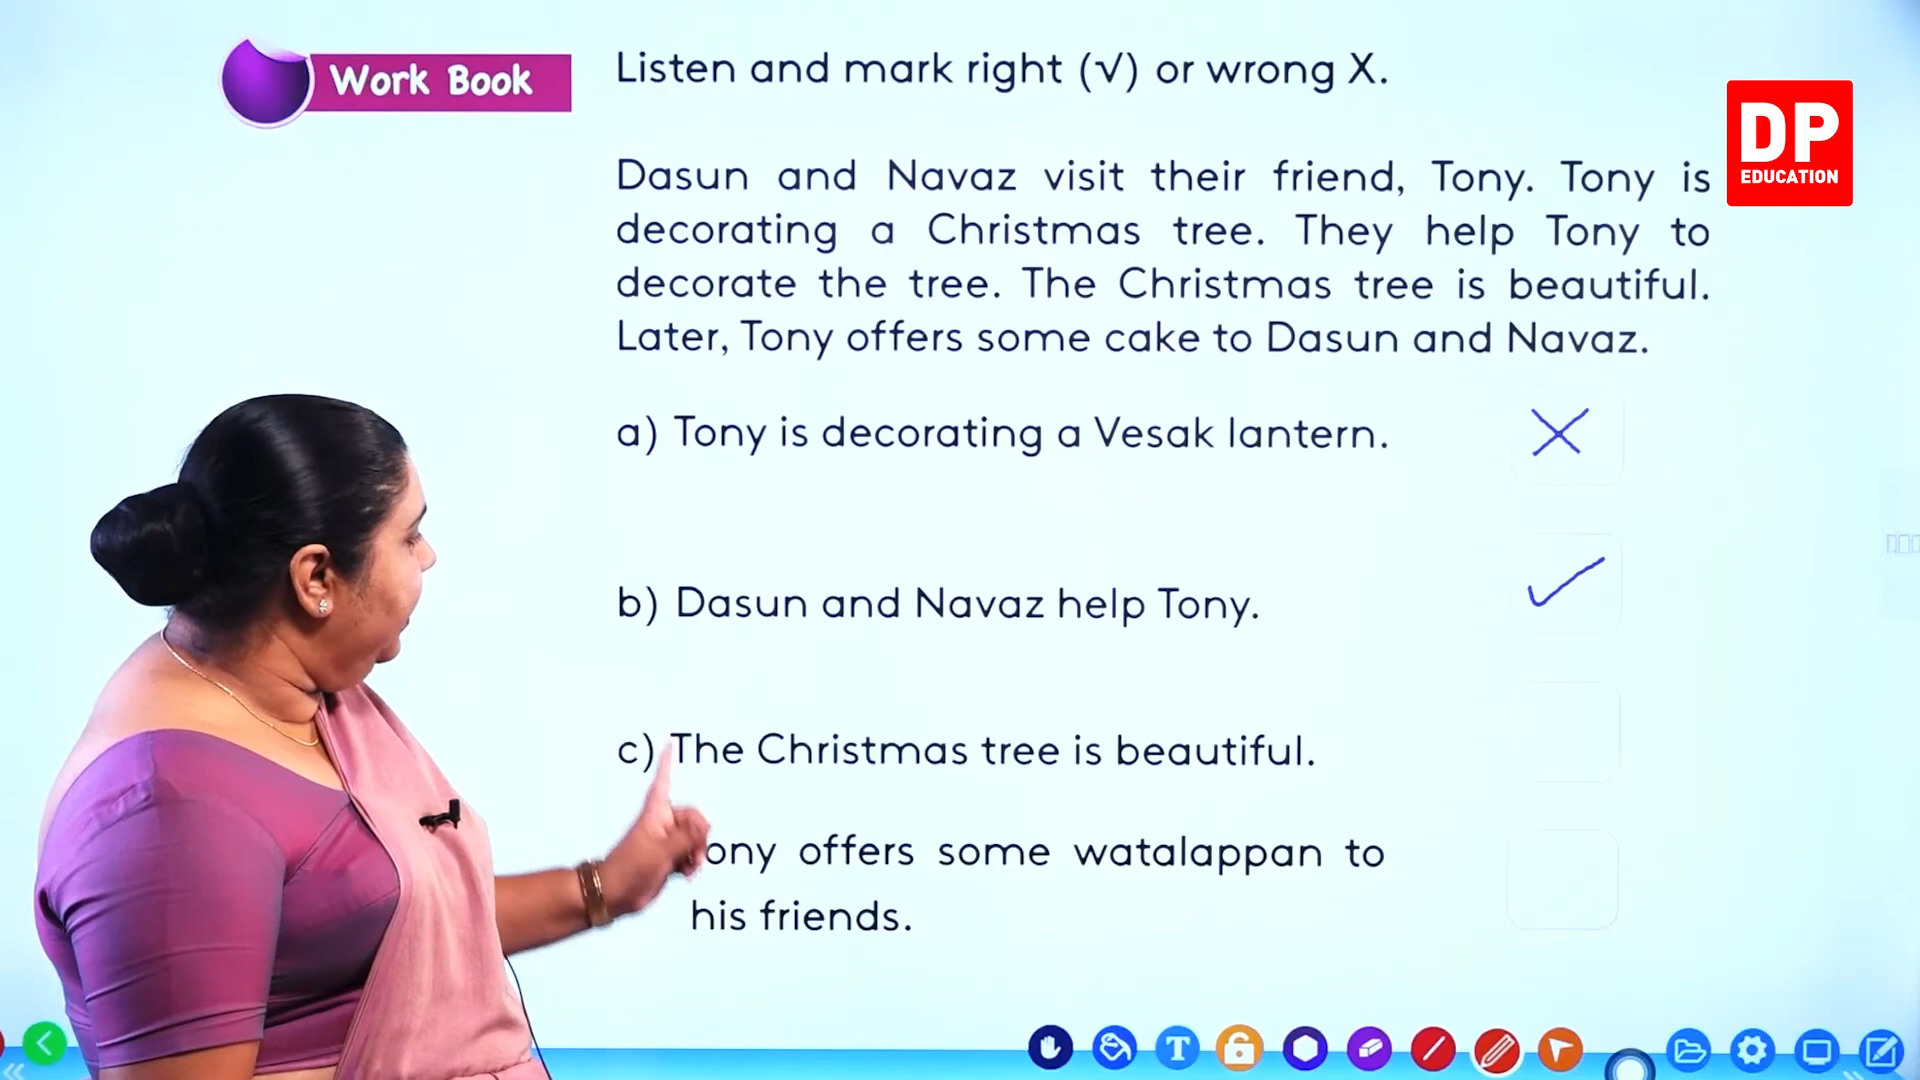 Work Book
Listen and mark right (√) or wrong X.
DP
EDUCATION
Dasun and Navaz visit their friend, Tony. Tony is
decorating a Christmas tree. They help Tony to
decorate the tree. The Christmas tree is beautiful.
Later, Tony offers some cake to Dasun and Navaz.
a) Tony is decorating a Vesak lantern. X
b) Dasun and Navaz help Tony. ✓
c) The Christmas tree is beautiful.
ony offers some watalappan to
his friends.
T